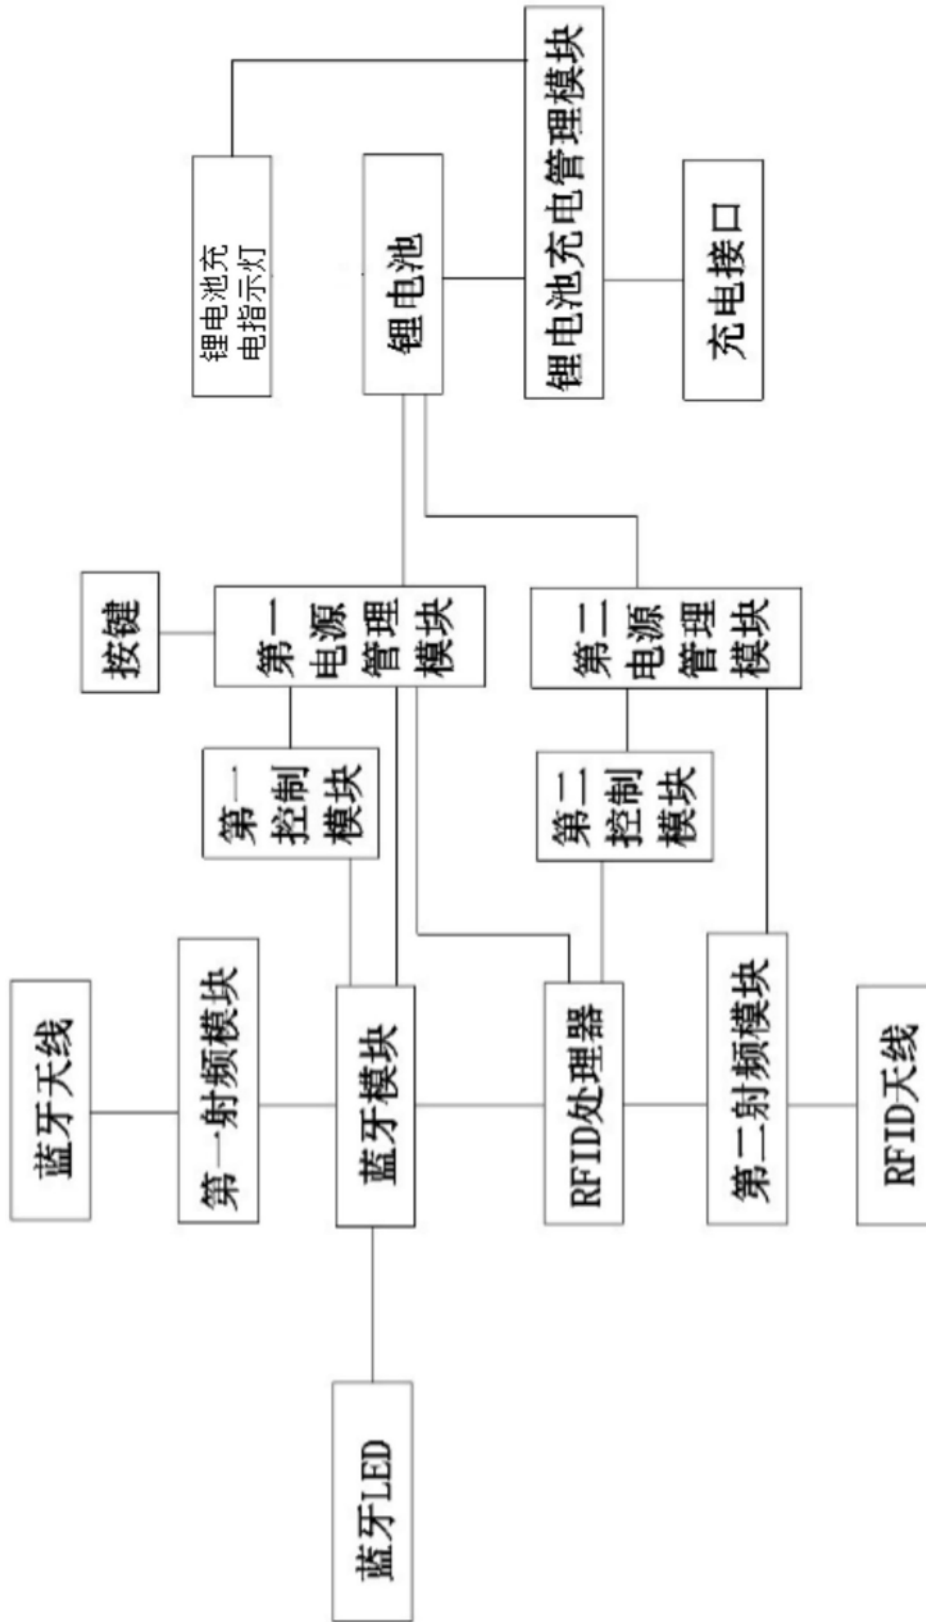 蓝牙天线
按键
第一射频模块
锂电池充
电指示灯
第一
控制
模块
第一
电源
管理
模块
蓝牙LED
蓝牙模块
锂电池
RFID处理器
第二
控制
模块
第二
电源
管理
模块
锂电池充电管理模块
第二射频模块
充电接口
RFID天线